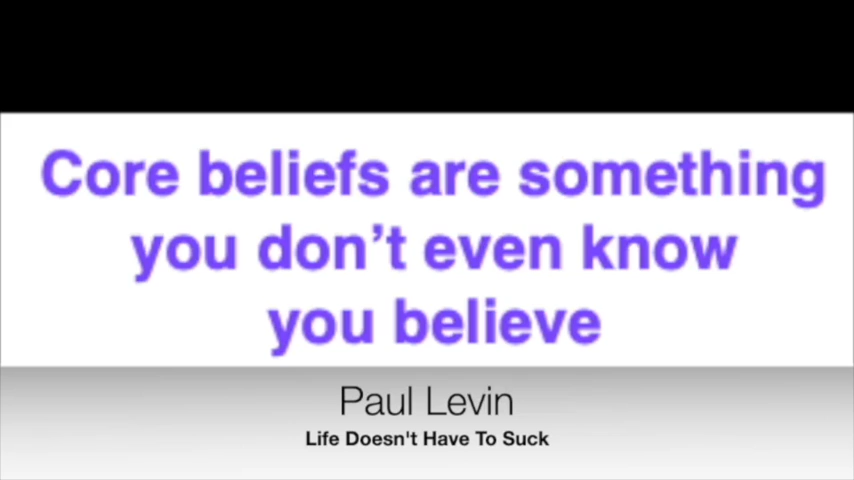 Core beliefs are something
you don’t even know
you believe
Paul Levin
Life Doesn't Have To Suck